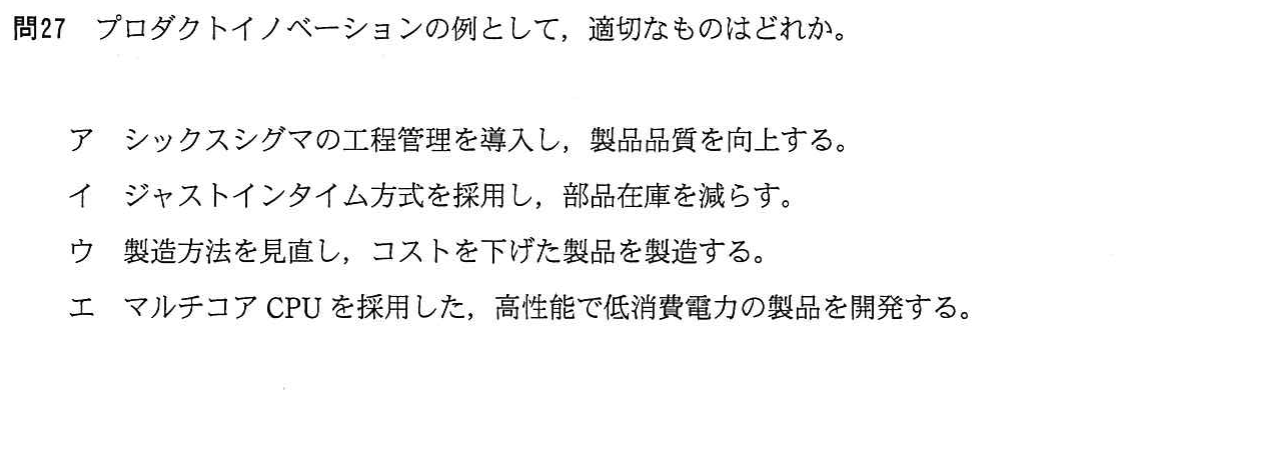 問27 プロダクトイノベーションの例として，適切なものはどれか。
ア シックスシグマの工程管理を導入し，製品品質を向上する。
イ ジャストインタイム方式を採用し，部品在庫を減らす。
ウ 製造方法を見直し，コストを下げた製品を製造する。
エ マルチコア CPU を採用した，高性能で低消費電力の製品を開発する。